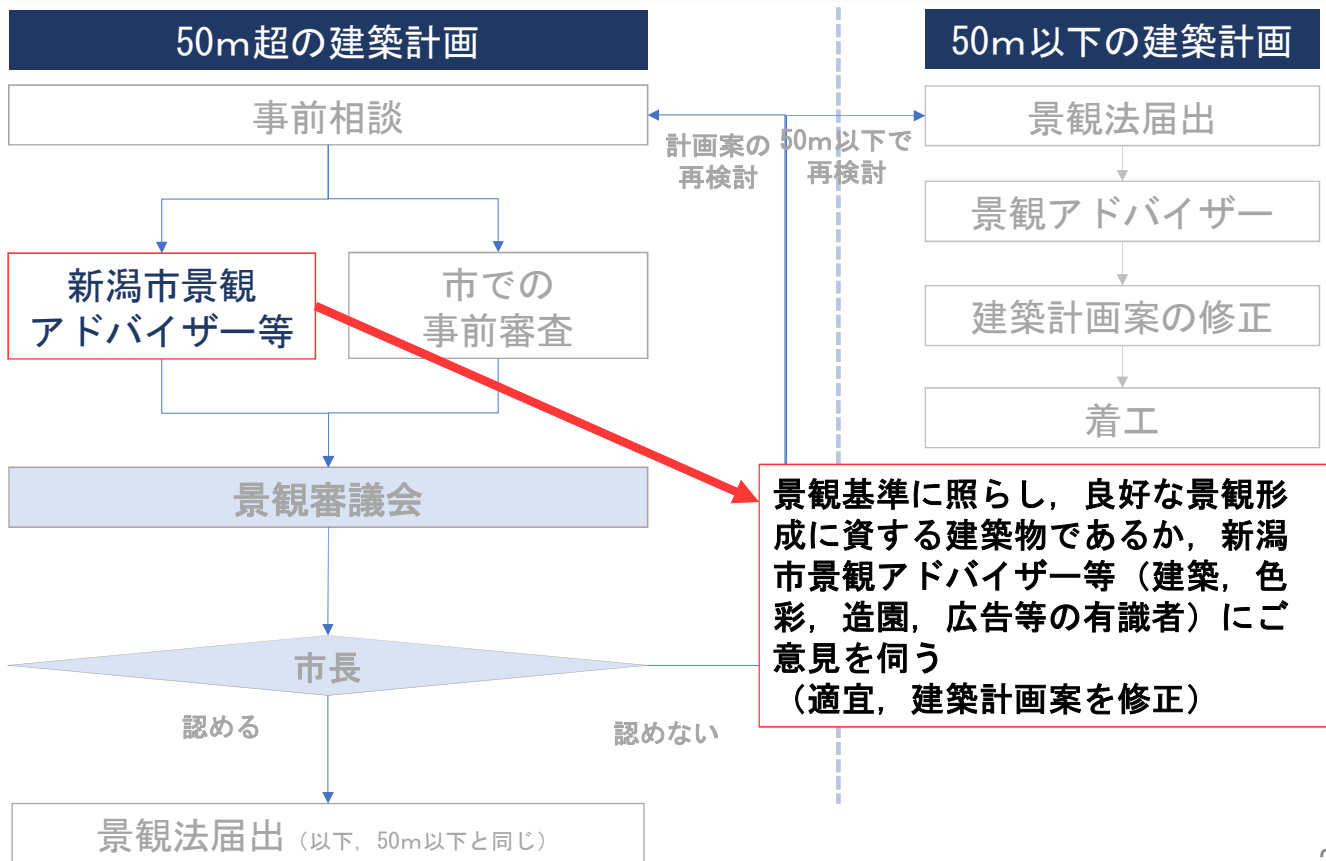 50m超の建築計画
50m以下の建築計画
事前相談
計画案の
再検討
50m以下で
再検討
景観法届出
景観アドバイザー
建築計画案の修正
着工
新潟市景観
アドバイザー等
市での
事前審査
景観審議会
景観基準に照らし，良好な景観形
成に資する建築物であるか，新潟
市景観アドバイザー等（建築，色
彩，造園，広告等の有識者）にご
意見を伺う
（適宜，建築計画案を修正）
市長
認める
認めない
景観法届出（以下，50m以下と同じ）